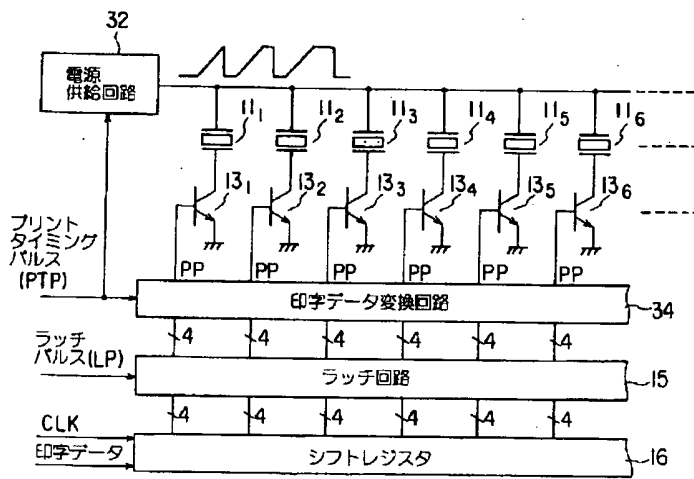 32
電源
供給回路
11₁ 11₂ 11₃ 11₄ 11₅ 11₆
13₁ 13₂ 13₃ 13₄ 13₅ 13₆
プリント
タイミング
パルス
(PTP)
PP PP PP PP PP PP
印字データ変換回路
34
4 4 4 4 4 4
ラッチ
パルス(LP)
ラッチ回路
15
4 4 4 4 4 4
CLK
印字データ
シフトレジスタ
16